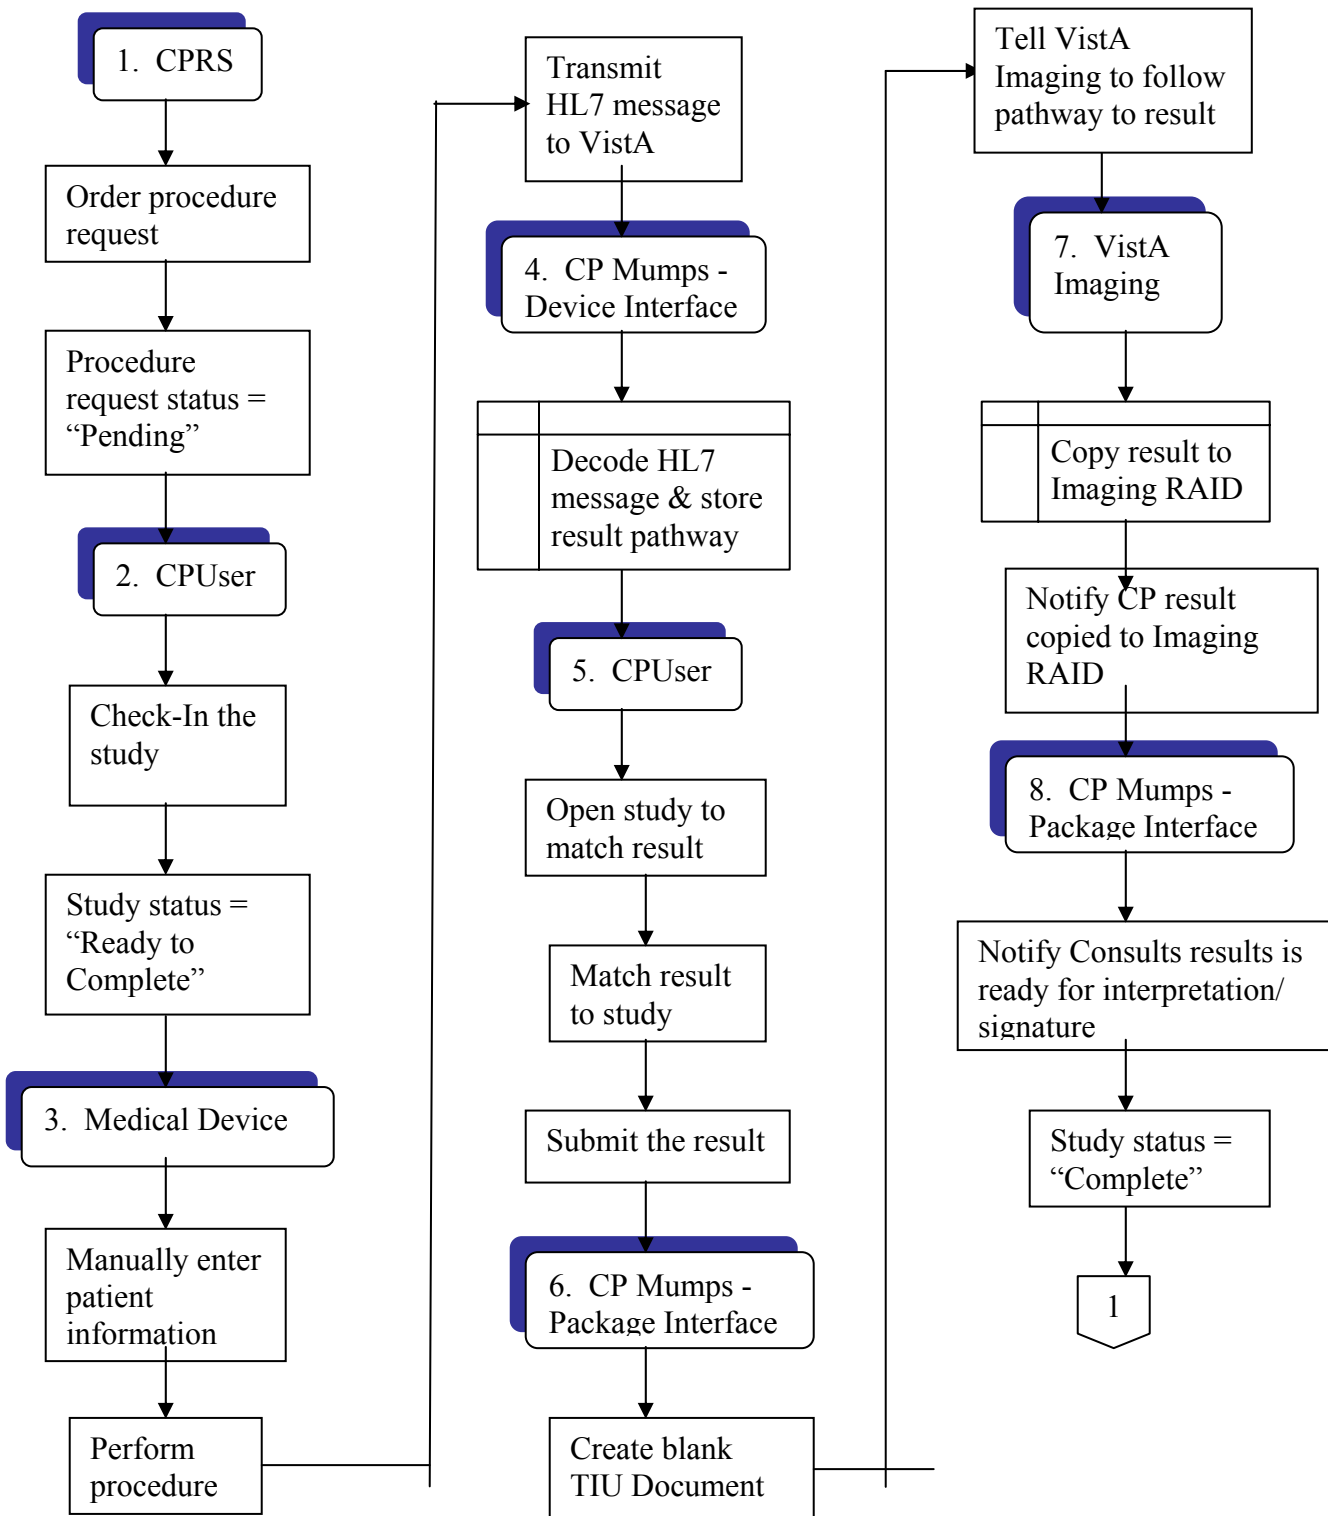 1. CPRS
Order procedure
request
Procedure
request status =
“Pending”
2. CPUser
Check-In the
study
Study status =
“Ready to
Complete”
3. Medical Device
Manually enter
patient
information
Perform
procedure
Transmit
HL7 message
to VistA
4. CP Mumps -
Device Interface
Decode HL7
message & store
result pathway
5. CPUser
Open study to
match result
Match result
to study
Submit the result
6. CP Mumps -
Package Interface
Create blank
TIU Document
Tell VistA
Imaging to follow
pathway to result
7. VistA
Imaging
Copy result to
Imaging RAID
Notify CP result
copied to Imaging
RAID
8. CP Mumps -
Package Interface
Notify Consults results is
ready for interpretation/
signature
Study status =
“Complete”
1